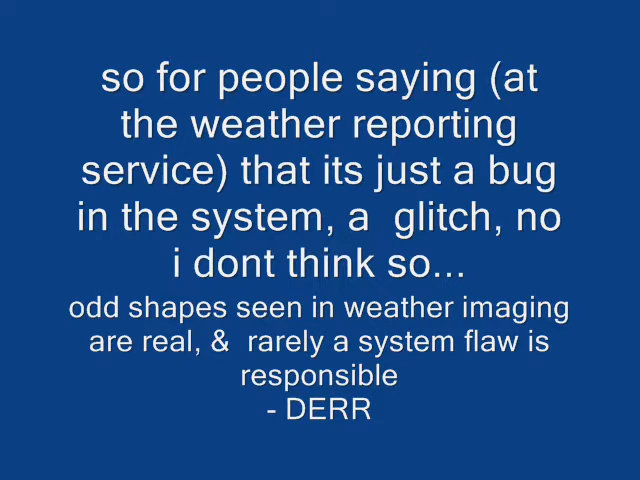 so for people saying (at
the weather reporting
service) that its just a bug
in the system, a  glitch, no
i dont think so...
odd shapes seen in weather imaging
are real, &  rarely a system flaw is
responsible
- DERR